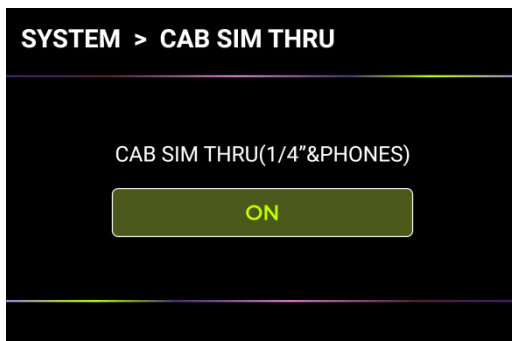 SYSTEM > CAB SIM THRU
CAB SIM THRU(1/4”&PHONES)
ON